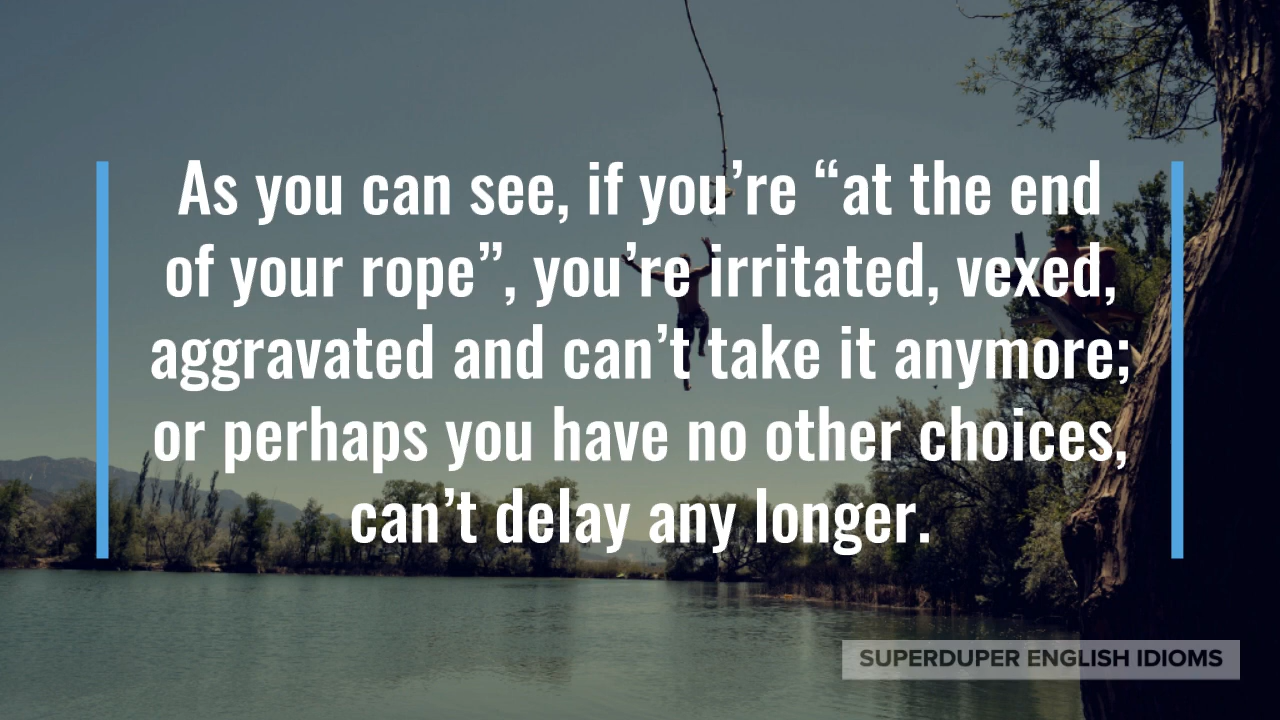 As you can see, if you’re “at the end
of your rope”, you’re irritated, vexed,
aggravated and can’t take it anymore;
or perhaps you have no other choices,
can’t delay any longer.
SUPERDUPER ENGLISH IDIOMS